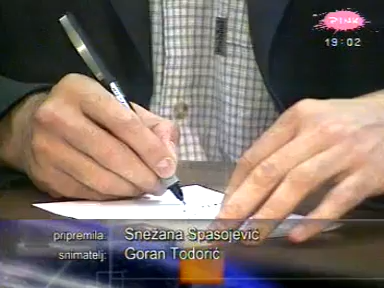 PINK
19:02
pripremila: Snežana Spasojević
snimatelj: Goran Todorić